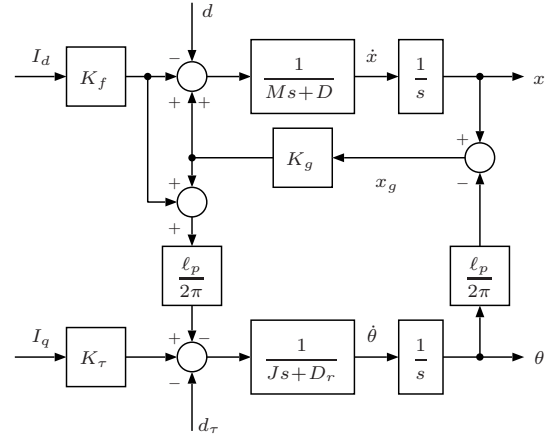 d
I_d
K_f
−
+
+
1
Ms+D
ẋ
1
s
x
K_g
x_g
+
−
+
+
+
ℓ_p
2π
ℓ_p
2π
I_q
K_τ
+
−
−
1
Js+D_r
θ̇
1
s
θ
d_τ